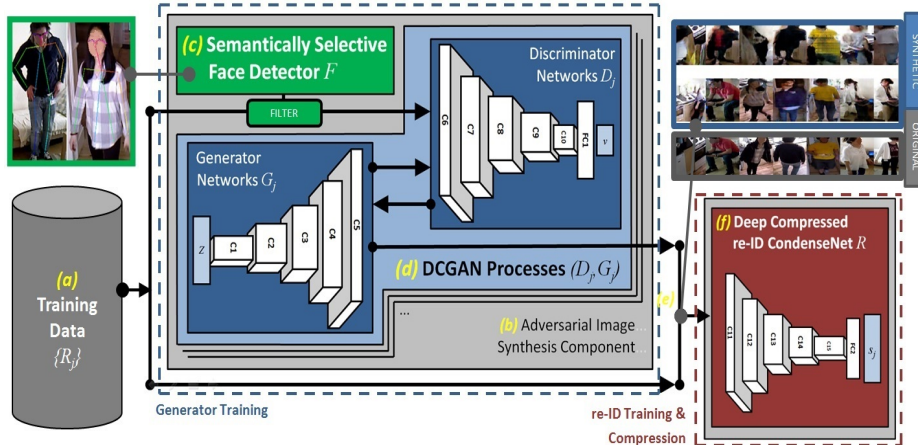 (c) Semantically Selective
Face Detector F
FILTER
Discriminator
Networks Dj
C6
C7
C8
C9
C10
FC1
v
Generator
Networks Gj
Z
C1
C2
C3
C4
C5
(d) DCGAN Processes (Dj,Gj)
...
(b) Adversarial Image...
Synthesis Component...
(a)
Training
Data
{Rj}
Generator Training
SYNTHETIC
ORIGINAL
(e)
(f) Deep Compressed
re-ID CondenseNet R
C11
C12
C13
C14
C15
FC2
sj
re-ID Training &
Compression